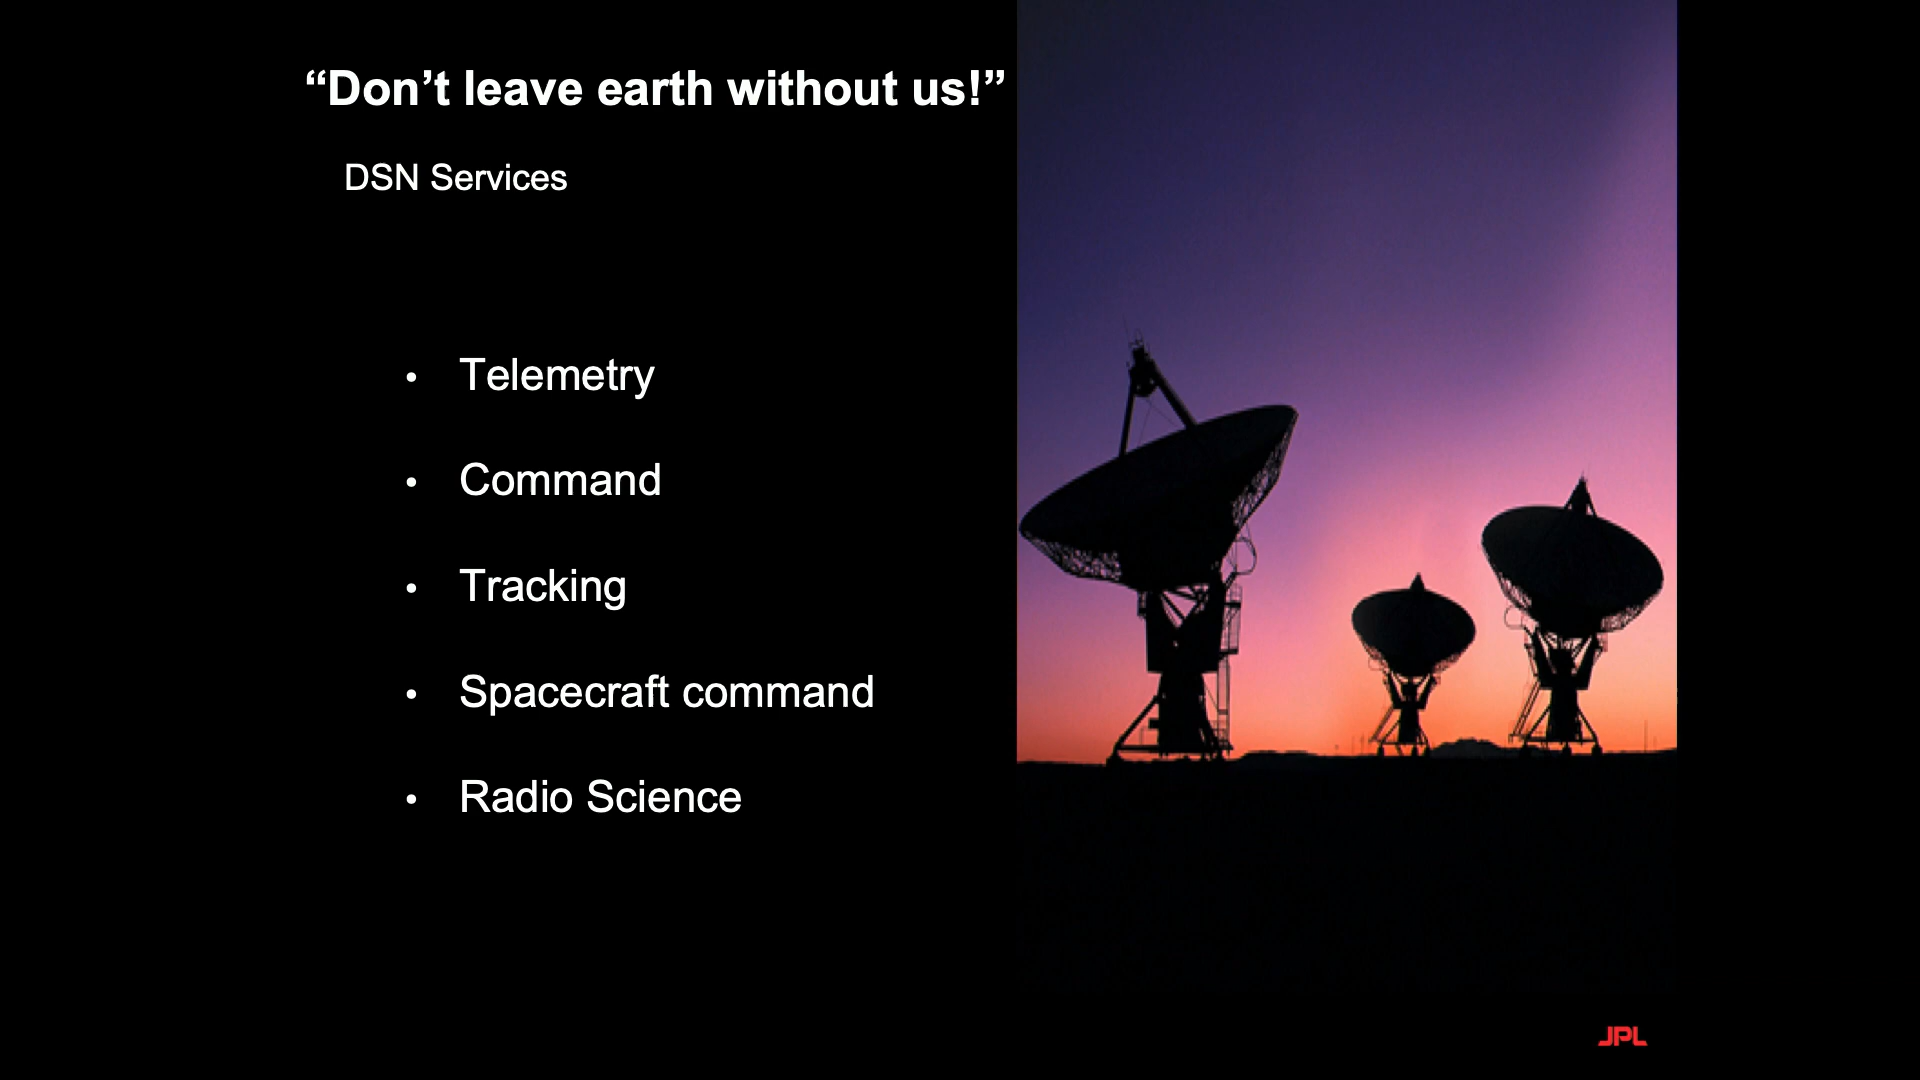 “Don’t leave earth without us!”
DSN Services
• Telemetry
• Command
• Tracking
• Spacecraft command
• Radio Science
JPL